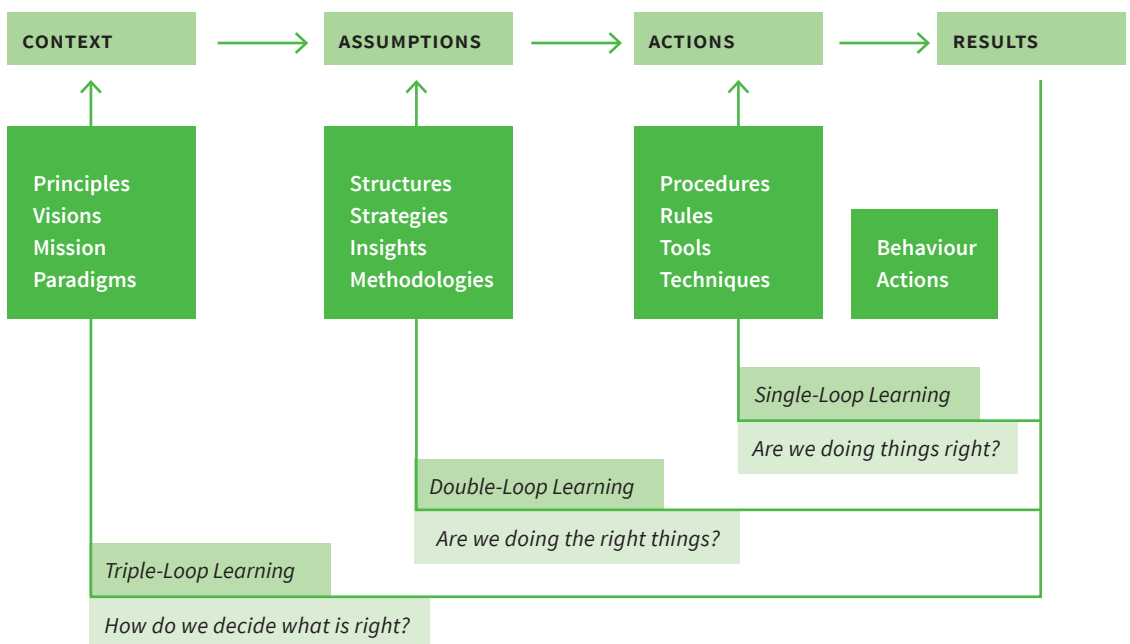 CONTEXT
ASSUMPTIONS
ACTIONS
RESULTS
Principles
Visions
Mission
Paradigms
Structures
Strategies
Insights
Methodologies
Procedures
Rules
Tools
Techniques
Behaviour
Actions
Single-Loop Learning
Are we doing things right?
Double-Loop Learning
Are we doing the right things?
Triple-Loop Learning
How do we decide what is right?